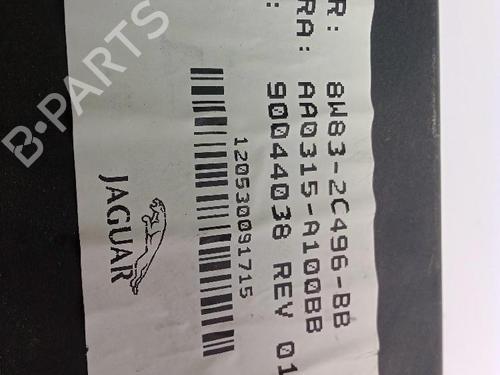 R: 8W83-2C496-BB
RA: AA0315-A100BB
: 90044038 REV 01
120530091715
JAGUAR
B-PARTS